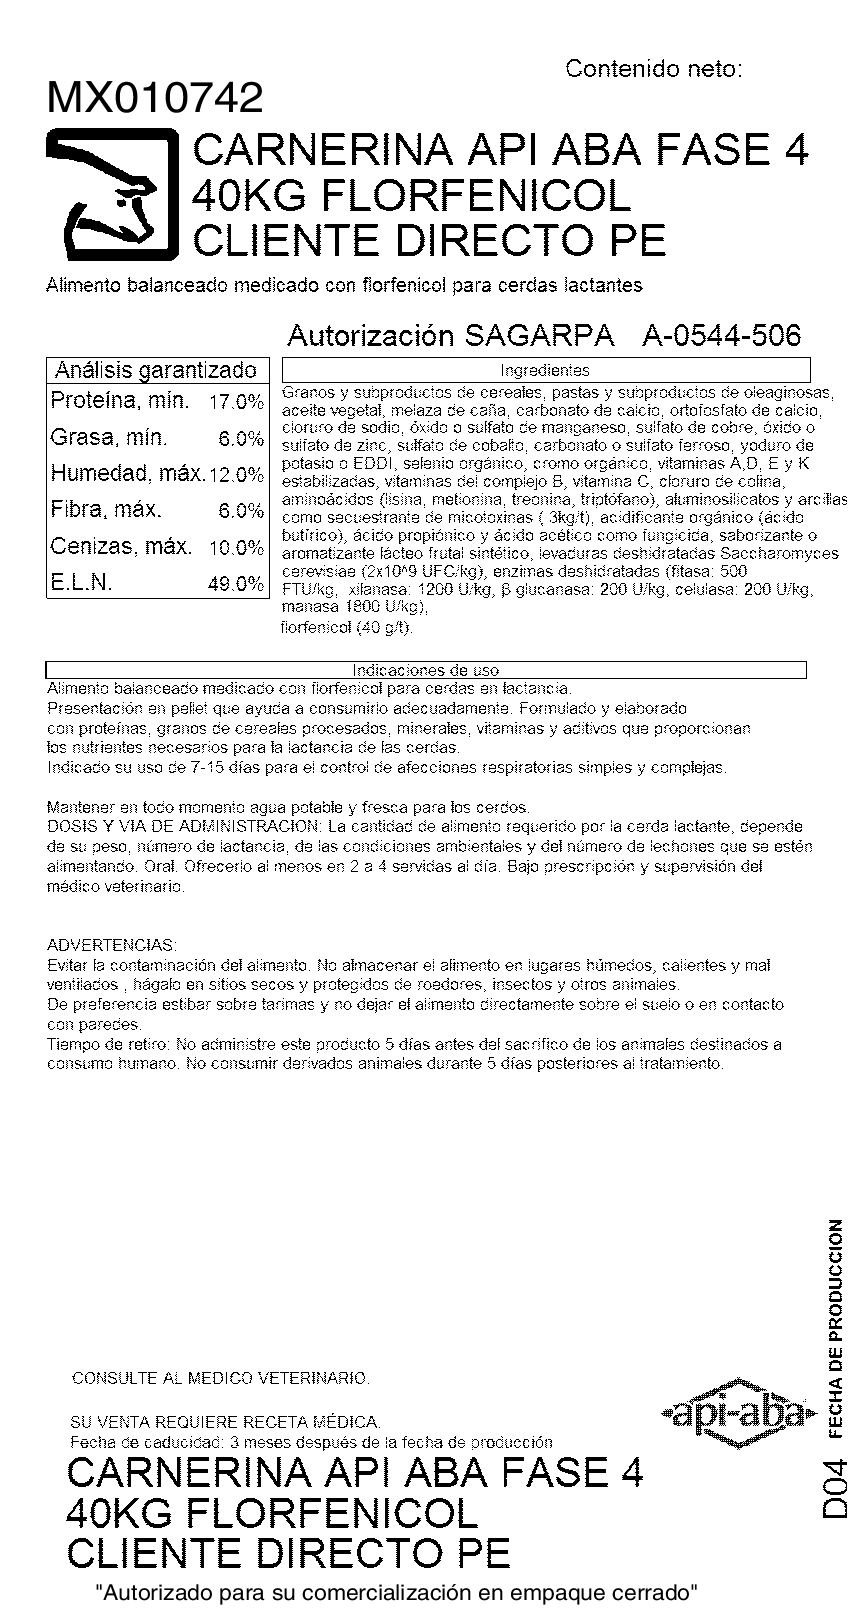 Contenido neto:
MX010742
CARNERINA API ABA FASE 4
40KG FLORFENICOL
CLIENTE DIRECTO PE
Alimento balanceado medicado con florfenicol para cerdas lactantes
Autorización SAGARPA A-0544-506
Análisis garantizado
Proteína, mín. 17.0%
Grasa, mín. 6.0%
Humedad, máx. 12.0%
Fibra, máx. 6.0%
Cenizas, máx. 10.0%
E.L.N. 49.0%
Ingredientes
Granos y subproductos de cereales, pastas y subproductos de oleaginosas,
aceite vegetal, melaza de caña, carbonato de calcio, ortofosfato de calcio,
cloruro de sodio, óxido o sulfato de manganeso, sulfato de cobre, óxido o
sulfato de zinc, sulfato de cobalto, carbonato o sulfato ferroso, yoduro de
potasio o EDDI, selenio orgánico, cromo orgánico, vitaminas A,D, E y K
estabilizadas, vitaminas del complejo B, vitamina C, cloruro de colina,
aminoácidos (lisina, metionina, treonina, triptófano), aluminosilicatos y arcillas
como secuestrante de micotoxinas ( 3kg/t), acidificante orgánico (ácido
butírico), ácido propiónico y ácido acético como fungicida, saborizante o
aromatizante lácteo frutal sintético, levaduras deshidratadas Saccharomyces
cerevisiae (2x10^9 UFC/kg), enzimas deshidratadas (fitasa: 500
FTU/kg, xilanasa: 1200 U/kg, β glucanasa: 200 U/kg, celulasa: 200 U/kg,
manasa 1800 U/kg),
florfenicol (40 g/t).
Indicaciones de uso
Alimento balanceado medicado con florfenicol para cerdas en lactancia.
Presentación en pellet que ayuda a consumirlo adecuadamente. Formulado y elaborado
con proteínas, granos de cereales procesados, minerales, vitaminas y aditivos que proporcionan
los nutrientes necesarios para la lactancia de las cerdas.
Indicado su uso de 7-15 días para el control de afecciones respiratorias simples y complejas.
Mantener en todo momento agua potable y fresca para los cerdos.
DOSIS Y VIA DE ADMINISTRACION: La cantidad de alimento requerido por la cerda lactante, depende
de su peso, número de lactancia, de las condiciones ambientales y del número de lechones que se estén
alimentando. Oral. Ofrecerlo al menos en 2 a 4 servidas al día. Bajo prescripción y supervisión del
médico veterinario.
ADVERTENCIAS:
Evitar la contaminación del alimento. No almacenar el alimento en lugares húmedos, calientes y mal
ventilados , hágalo en sitios secos y protegidos de roedores, insectos y otros animales.
De preferencia estibar sobre tarimas y no dejar el alimento directamente sobre el suelo o en contacto
con paredes.
Tiempo de retiro: No administre este producto 5 días antes del sacrifico de los animales destinados a
consumo humano. No consumir derivados animales durante 5 días posteriores al tratamiento.
FECHA DE PRODUCCION
D04
CONSULTE AL MEDICO VETERINARIO.
api-aba
SU VENTA REQUIERE RECETA MÉDICA.
Fecha de caducidad: 3 meses después de la fecha de producción
CARNERINA API ABA FASE 4
40KG FLORFENICOL
CLIENTE DIRECTO PE
"Autorizado para su comercialización en empaque cerrado"